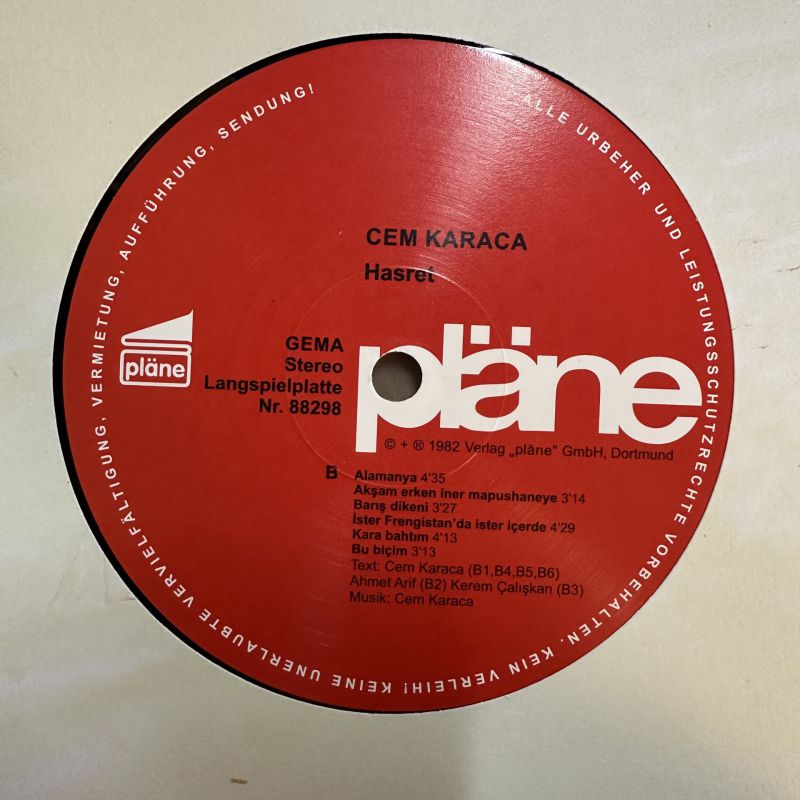 CEM KARACA
Hasret
GEMA
Stereo
Langspielplatte
Nr. 88298
pläne
pläne
© + ® 1982 Verlag „pläne" GmbH, Dortmund
B
Alamanya 4'35
Akşam erken iner mapushaneye 3'14
Barış dikeni 3'27
İster Frengistan'da ister içerde 4'29
Kara bahtım 4'13
Bu biçim 3'13
Text: Cem Karaca (B1,B4,B5,B6)
Ahmet Arif (B2) Kerem Çalışkan (B3)
Musik: Cem Karaca
ALLE URBEHER UND LEISTUNGSSCHUTZRECHTE VORBEHALTEN. KEIN VERLEIH! KEINE UNERLAUBTE VERVIELFÄLTIGUNG, VERMIETUNG, AUFFÜHRUNG, SENDUNG!